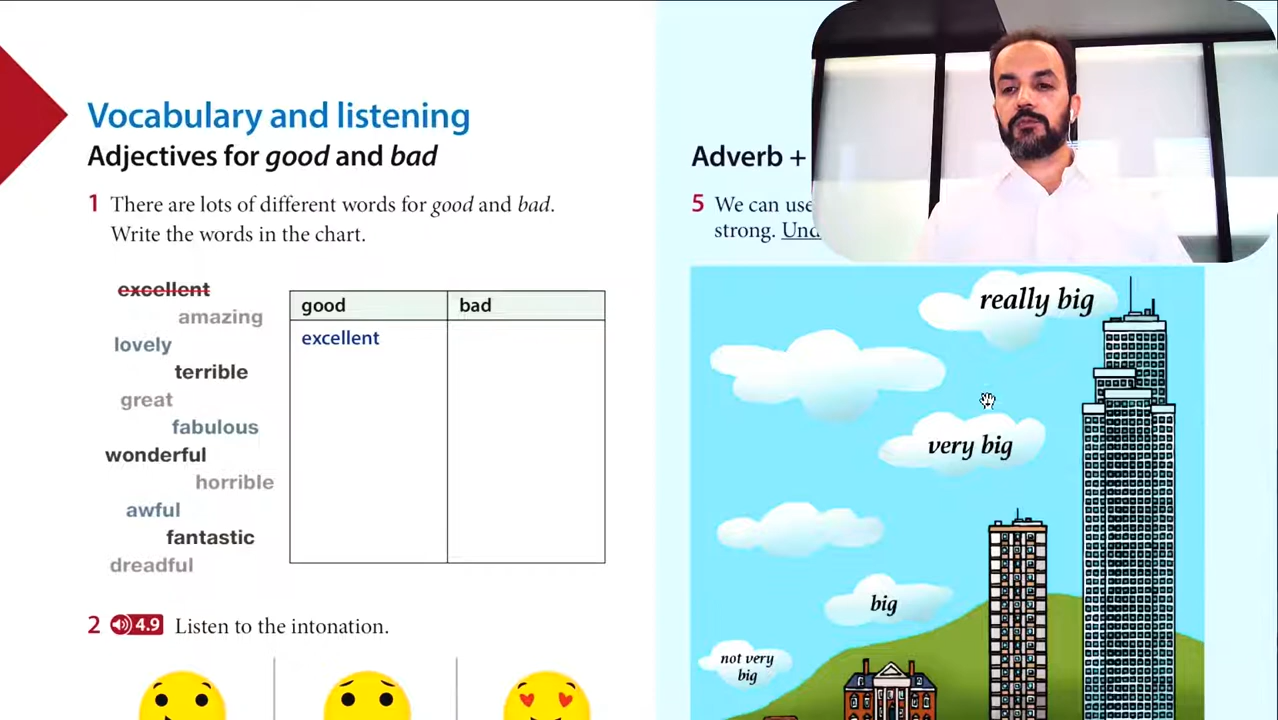 Vocabulary and listening
Adjectives for good and bad
1 There are lots of different words for good and bad.
Write the words in the chart.
excellent
amazing
lovely
terrible
great
fabulous
wonderful
horrible
awful
fantastic
dreadful
good bad
excellent
2 4.9 Listen to the intonation.
Adverb +
5 We can use
strong. Und
really big
very big
big
not very
big